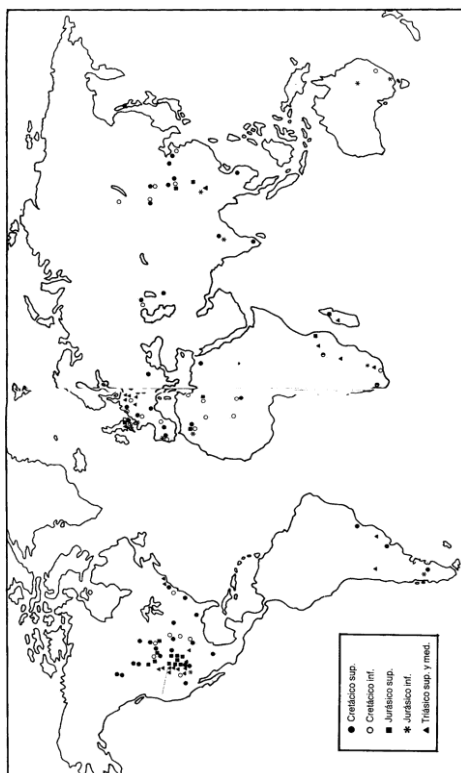 Cretácico sup.
Cretácico inf.
Jurásico sup.
Jurásico inf.
Triásico sup. y med.